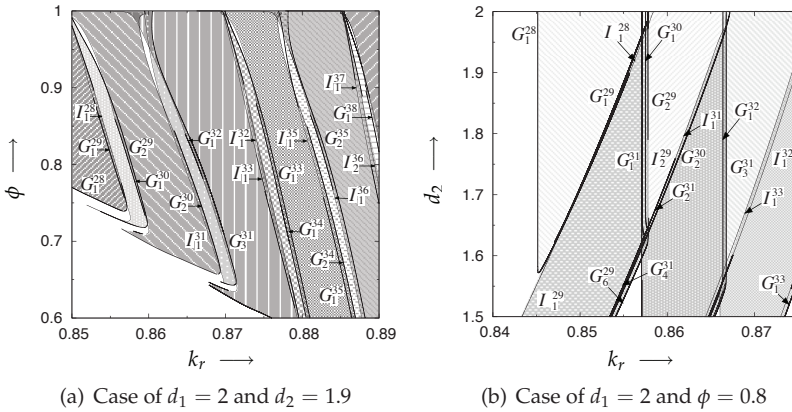 1
0.9
0.8
0.7
0.6
ϕ ⟶
I_1^{28}
G_1^{29}
G_1^{28}
G_2^{29}
G_1^{30}
G_2^{30}
I_1^{31}
G_1^{32}
G_3^{31}
I_1^{32}
I_1^{33}
G_1^{33}
I_1^{35}
G_1^{34}
G_2^{34}
G_1^{35}
I_1^{37}
G_1^{38}
G_2^{35}
I_2^{36}
I_1^{36}
0.85 0.86 0.87 0.88 0.89
k_r ⟶
(a) Case of d_1 = 2 and d_2 = 1.9
2
1.9
1.8
1.7
1.6
1.5
d_2 ⟶
G_1^{28}
I_1^{28}
G_1^{30}
G_1^{29}
G_2^{29}
G_1^{31}
I_2^{29}
I_1^{31}
G_2^{30}
G_2^{31}
G_1^{32}
G_3^{31}
I_1^{32}
I_1^{33}
I_1^{29}
G_6^{29}
G_4^{31}
G_1^{33}
0.84 0.85 0.86 0.87
k_r ⟶
(b) Case of d_1 = 2 and ϕ = 0.8